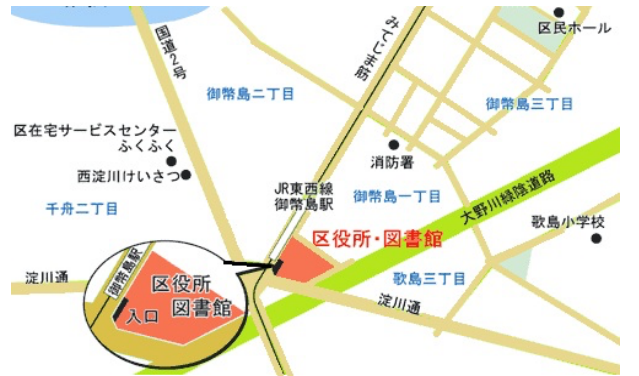 区民ホール
国道2号
みてじま筋
御幣島二丁目
御幣島三丁目
区在宅サービスセンター
ふくふく
西淀川けいさつ
消防署
JR東西線
御幣島駅
御幣島一丁目
大野川緑陰道路
千舟二丁目
区役所・図書館
歌島小学校
御幣島駅
区役所
図書館
入口
淀川通
歌島三丁目
淀川通